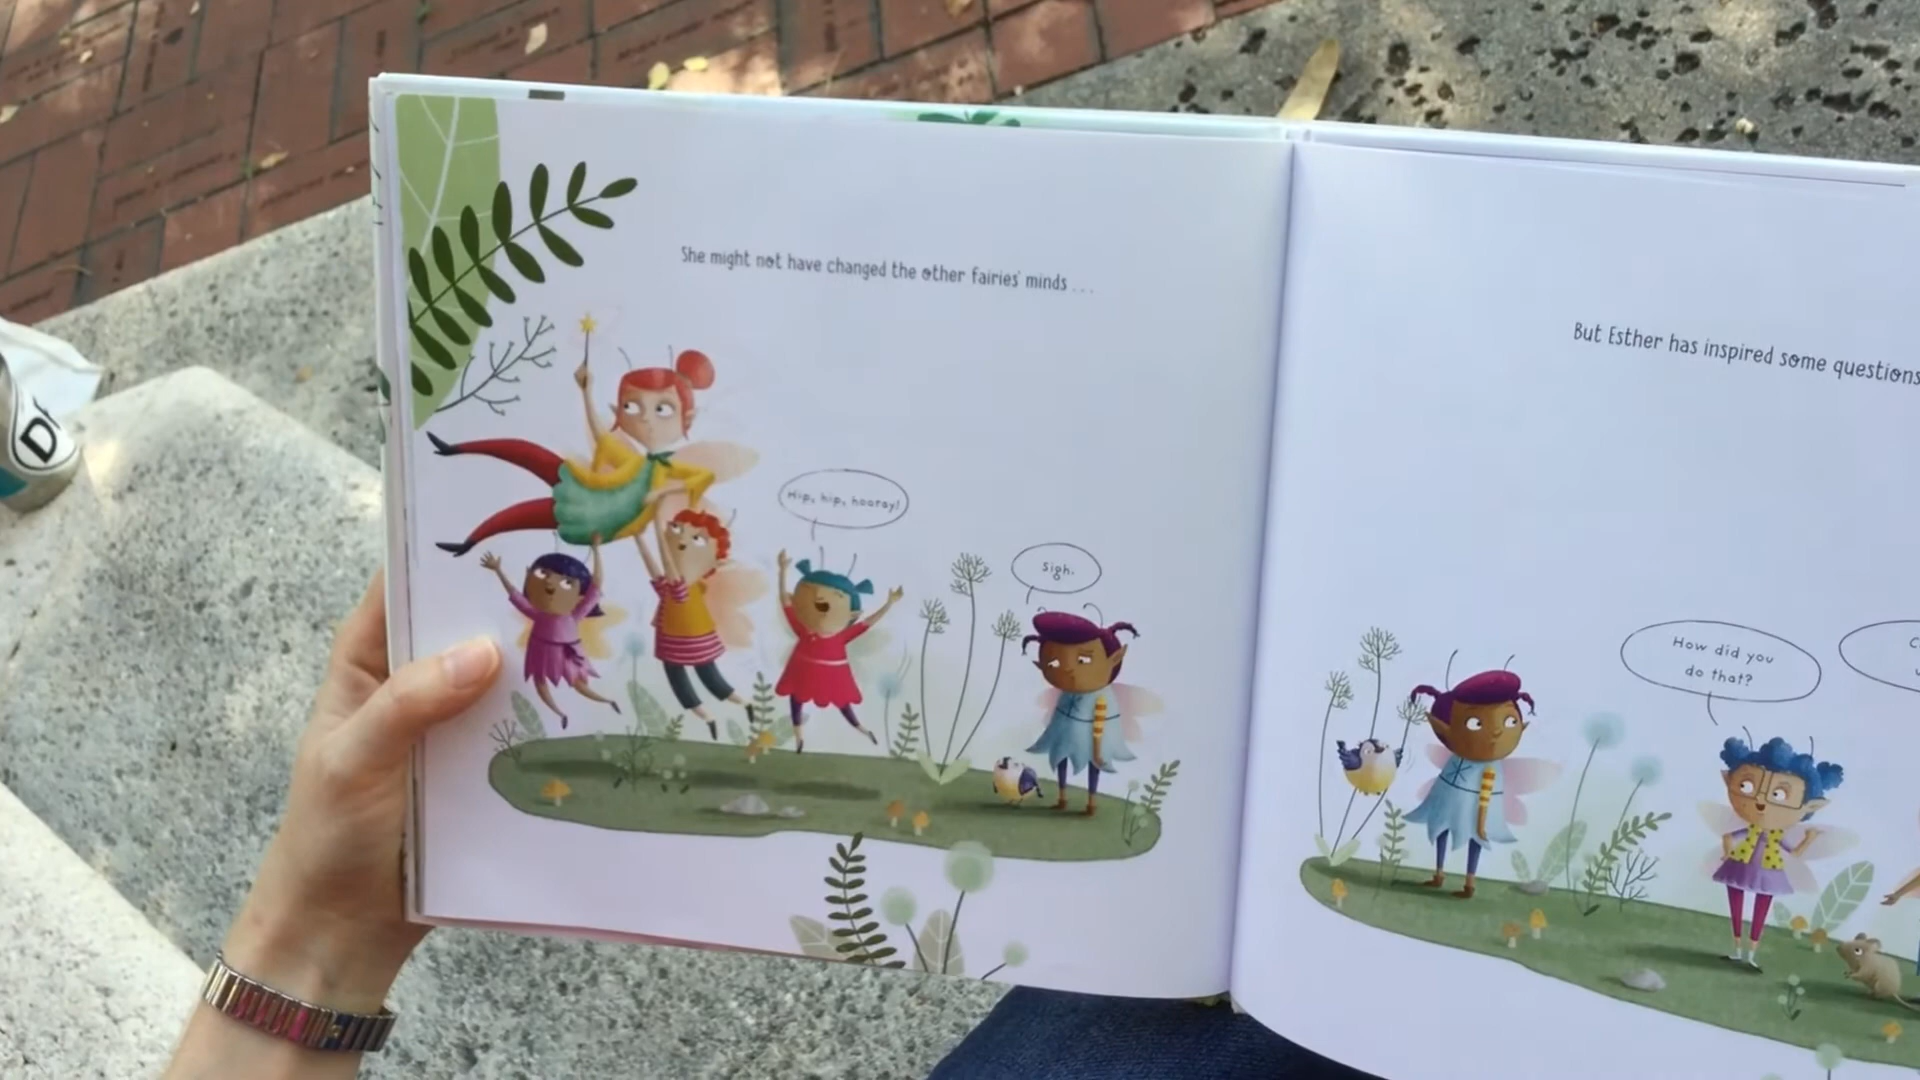 She might not have changed the other fairies' minds ...
Hip, hip, hooray!
Sigh.
But Esther has inspired some questions
How did you
do that?
D